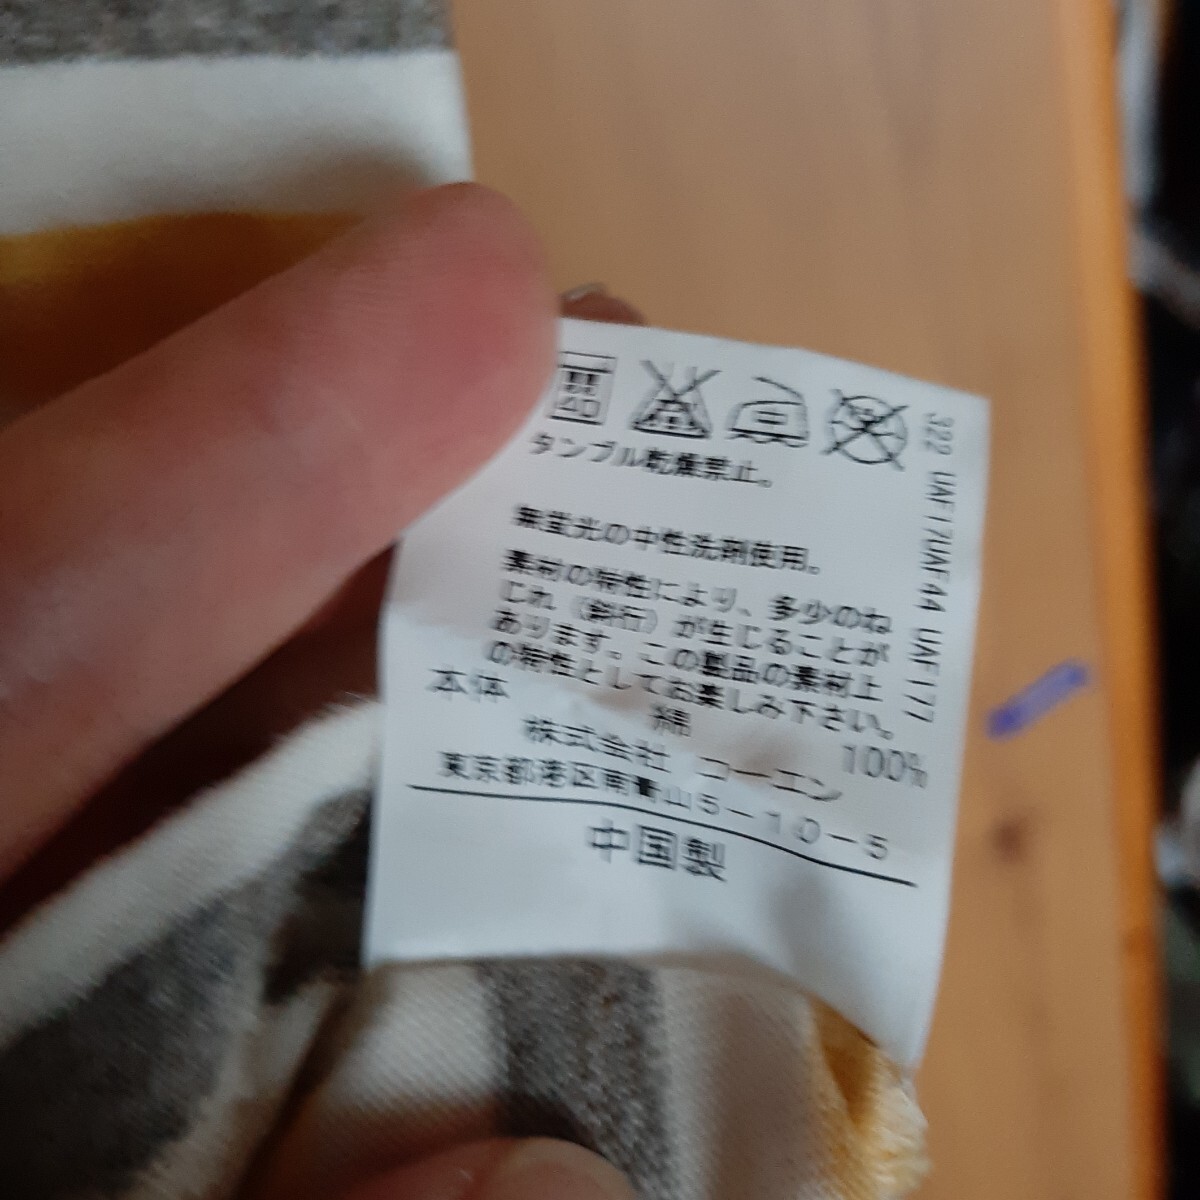 タンブル乾燥禁止。
無蛍光の中性洗剤使用。
素材の特性により、多少のね
じれ（斜行）が生じることが
あります。この製品の素材上
の特性としてお楽しみ下さい。
本体 綿 100%
株式会社 コーエン
東京都港区南青山5-10-5
中国製
322 UAF17UAF44 UAF177